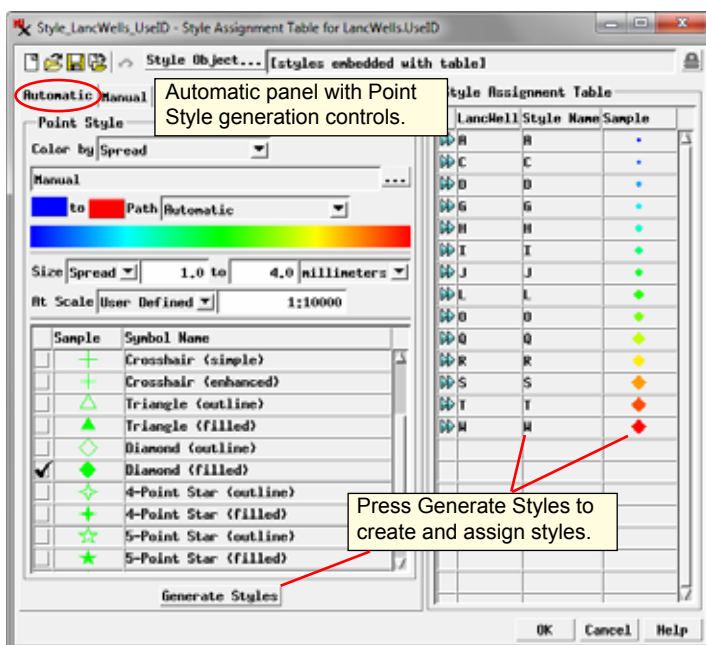 Style_LancWells_UseID - Style Assignment Table for LancWells.UseID
Style Object... [styles embedded with table]
Automatic Manual
Automatic panel with Point
Style generation controls.
Style Assignment Table
Point Style
LancWell Style Name Sample
Color by Spread
A A
C C
Manual ...
D D
to Path Automatic
G G
H H
I I
Size Spread 1.0 to 4.0 millimeters
J J
At Scale User Defined 1:10000
L L
O O
Sample Symbol Name
Q Q
Crosshair (simple)
R R
Crosshair (enhanced)
S S
Triangle (outline)
T T
Triangle (filled)
W W
Diamond (outline)
Diamond (filled)
4-Point Star (outline)
4-Point Star (filled)
5-Point Star (outline)
5-Point Star (filled)
Press Generate Styles to
create and assign styles.
Generate Styles
OK Cancel Help